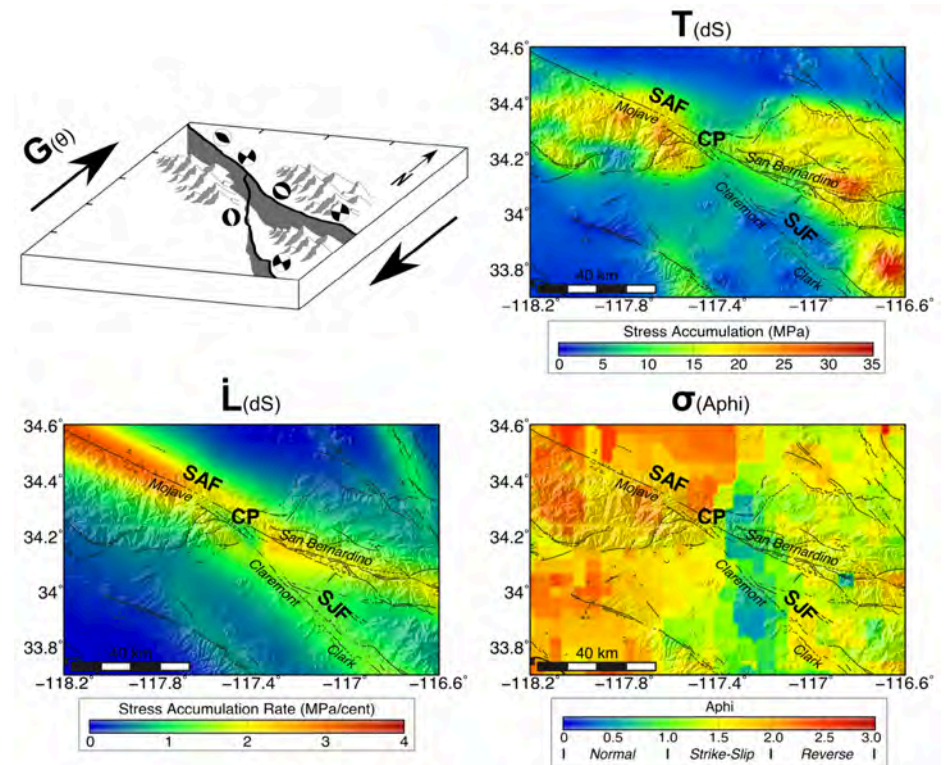 G(θ)
N
T(dS)
34.6°
34.4°
34.2°
34°
33.8°
SAF
Mojave
CP
San Bernardino
Claremont
SJF
Clark
40 km
−118.2° −117.8° −117.4° −117° −116.6°
Stress Accumulation (MPa)
0 5 10 15 20 25 30 35
L̇(dS)
34.6°
34.4°
34.2°
34°
33.8°
SAF
Mojave
CP
San Bernardino
Claremont
SJF
Clark
40 km
−118.2° −117.8° −117.4° −117° −116.6°
Stress Accumulation Rate (MPa/cent)
0 1 2 3 4
σ(Aphi)
34.6°
34.4°
34.2°
34°
33.8°
SAF
Mojave
CP
San Bernardino
Claremont
SJF
Clark
40 km
−118.2° −117.8° −117.4° −117° −116.6°
Aphi
0 0.5 1.0 1.5 2.0 2.5 3.0
I Normal I Strike-Slip I Reverse I